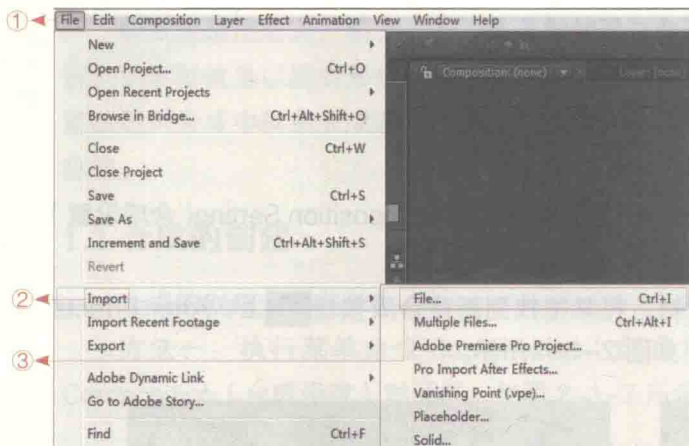 ① File Edit Composition Layer Effect Animation View Window Help
New
Open Project... Ctrl+O
Open Recent Projects
Browse in Bridge... Ctrl+Alt+Shift+O
Close Ctrl+W
Close Project
Save Ctrl+S
Save As
Increment and Save Ctrl+Alt+Shift+S
Revert
② Import
Import Recent Footage
Export
③
Adobe Dynamic Link
Go to Adobe Story...
Find Ctrl+F
Composition: (none)
Layer: (none)
File... Ctrl+I
Multiple Files... Ctrl+Alt+I
Adobe Premiere Pro Project...
Pro Import After Effects...
Vanishing Point (.vpe)...
Placeholder...
Solid...